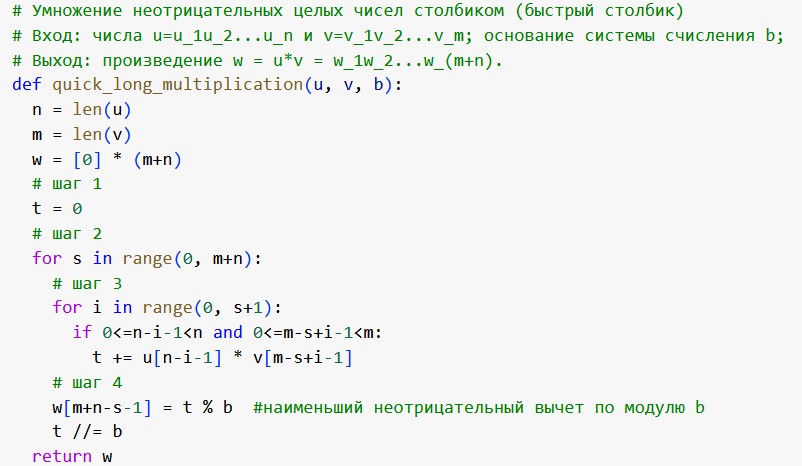 # Умножение неотрицательных целых чисел столбиком (быстрый столбик)
# Вход: числа u=u_1u_2...u_n и v=v_1v_2...v_m; основание системы счисления b;
# Выход: произведение w = u*v = w_1w_2...w_(m+n).
def quick_long_multiplication(u, v, b):
  n = len(u)
  m = len(v)
  w = [0] * (m+n)
  # шаг 1
  t = 0
  # шаг 2
  for s in range(0, m+n):
    # шаг 3
    for i in range(0, s+1):
      if 0<=n-i-1<n and 0<=m-s+i-1<m:
        t += u[n-i-1] * v[m-s+i-1]
    # шаг 4
    w[m+n-s-1] = t % b  #наименьший неотрицательный вычет по модулю b
    t //= b
  return w